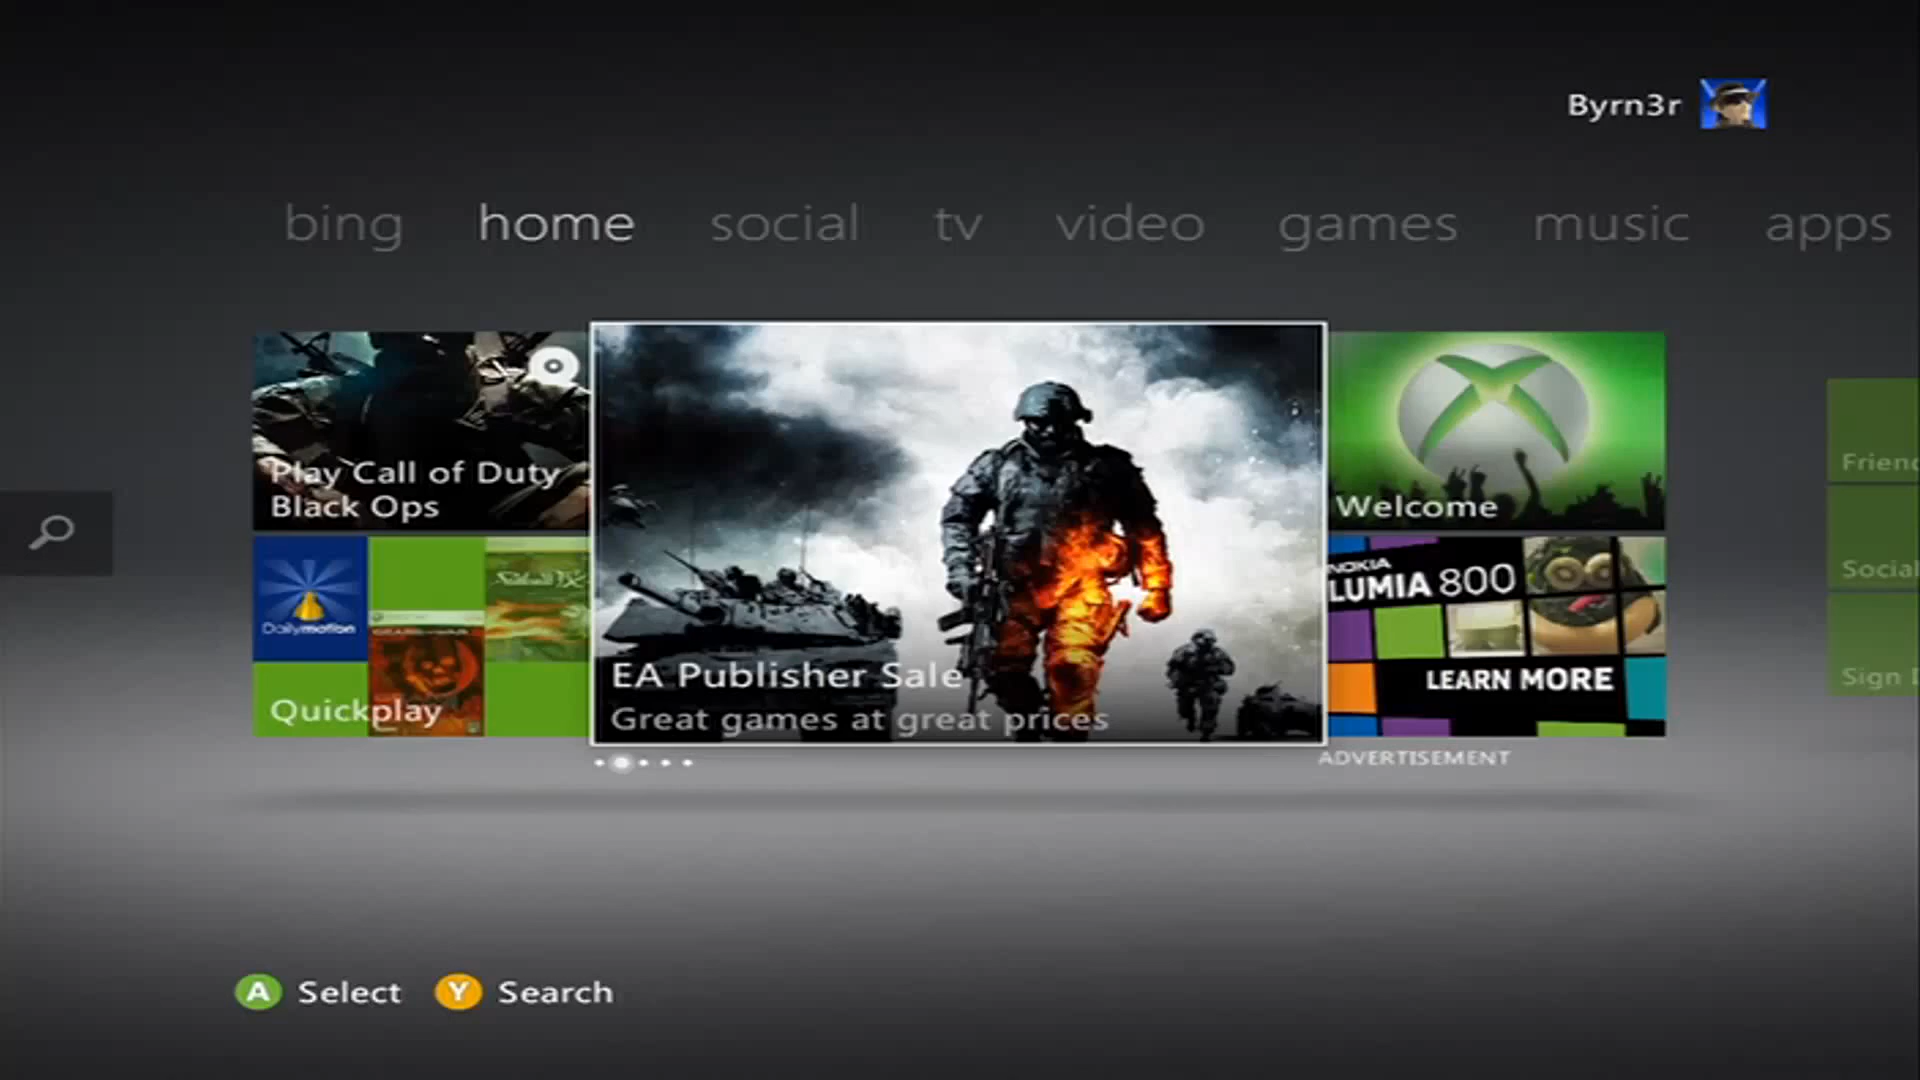 Byrn3r
bing home social tv video games music apps
Play Call of Duty
Black Ops
Dailymotion
Quickplay
EA Publisher Sale
Great games at great prices
Welcome
NOKIA
LUMIA 800
LEARN MORE
ADVERTISEMENT
Friend
Social
Sign
A Select Y Search